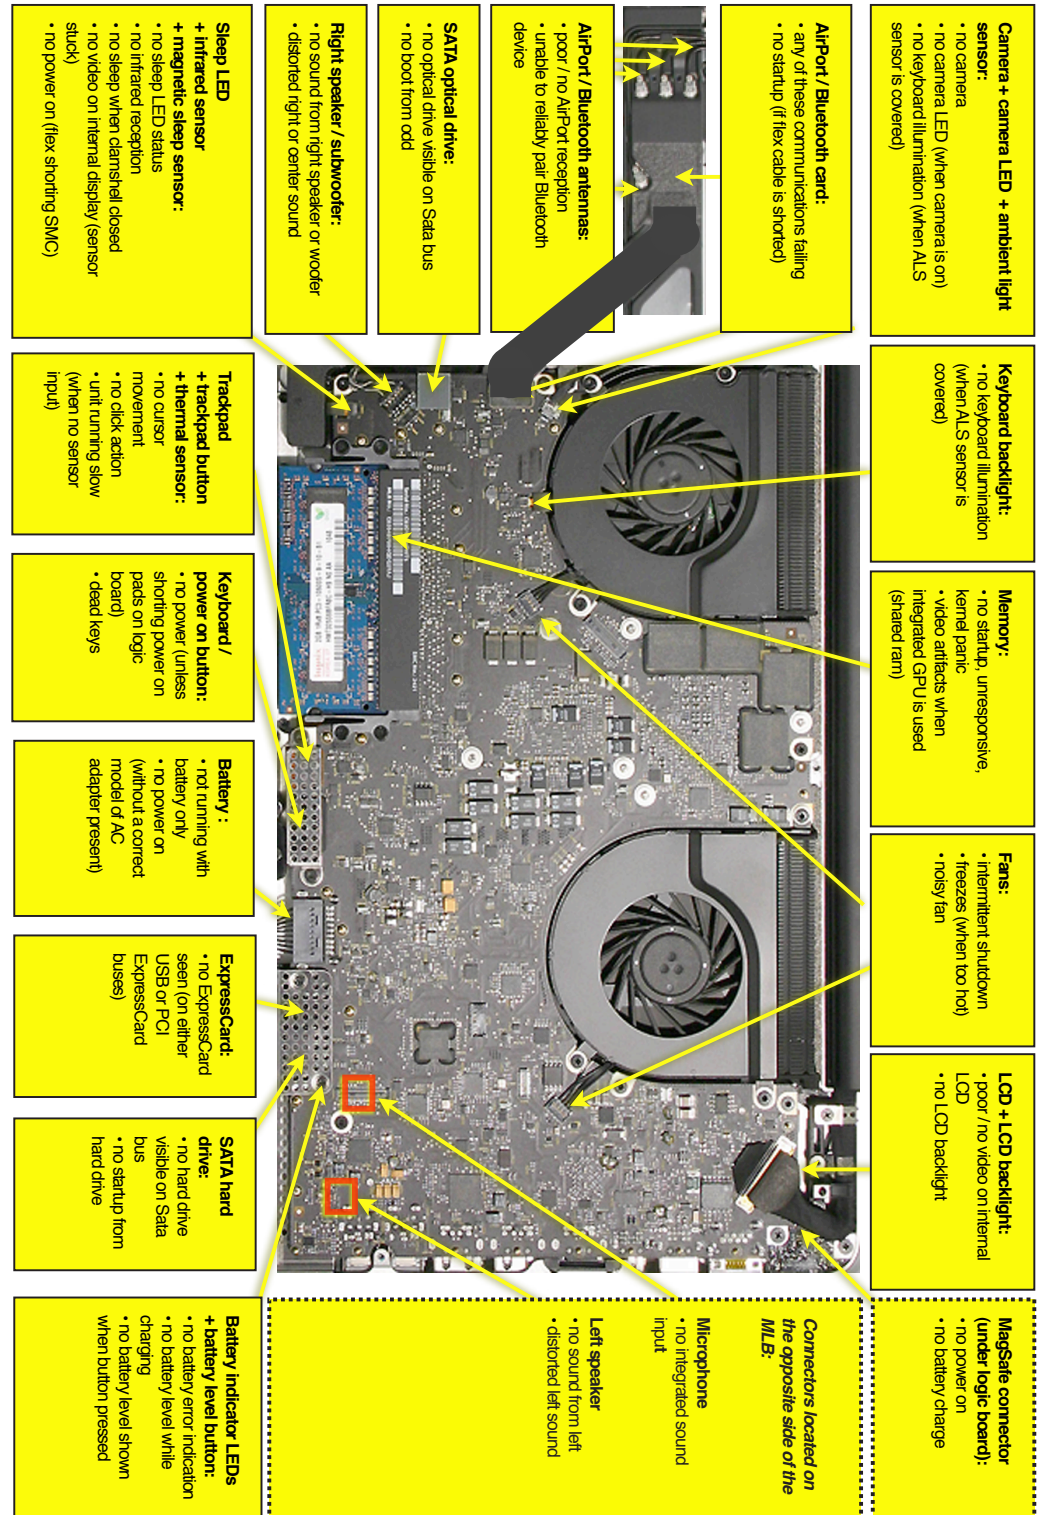 Camera + camera LED + ambient light
sensor:
• no camera
• no camera LED (when camera is on)
• no keyboard illumination (when ALS
sensor is covered)
Keyboard backlight:
• no keyboard illumination
(when ALS sensor is
covered)
Memory:
• no startup, unresponsive,
kernel panic
• video artifacts when
integrated GPU is used
(shared ram)
Fans:
• intermittent shutdown
• freezes (when too hot)
• noisy fan
LCD + LCD backlight:
• poor / no video on internal
LCD
• no LCD backlight
MagSafe connector
(under logic board):
• no power on
• no battery charge
AirPort / Bluetooth card:
• any of these communications failing
• no startup (if flex cable is shorted)
AirPort / Bluetooth antennas:
• poor / no AirPort reception
• unable to reliably pair Bluetooth
device
SATA optical drive:
• no optical drive visible on Sata bus
• no boot from odd
Right speaker / subwoofer:
• no sound from right speaker or woofer
• distorted right or center sound
Connectors located on
the opposite side of the
MLB:
Microphone
• no integrated sound
input
Left speaker
• no sound from left
• distorted left sound
Sleep LED
+ infrared sensor
+ magnetic sleep sensor:
• no sleep LED status
• no infrared reception
• no sleep when clamshell closed
• no video on internal display (sensor
stuck)
• no power on (flex shorting SMC)
Trackpad
+ trackpad button
+ thermal sensor:
• no cursor
movement
• no click action
• unit running slow
(when no sensor
input)
Keyboard /
power on button:
• no power (unless
shorting power on
pads on logic
board)
• dead keys
Battery :
• not running with
battery only
• no power on
(without a correct
model of AC
adapter present)
ExpressCard:
• no ExpressCard
seen (on either
USB or PCI
ExpressCard
buses)
SATA hard
drive:
• no hard drive
visible on Sata
bus
• no startup from
hard drive
Battery indicator LEDs
+ battery level button:
• no battery error indication
• no battery level while
charging
• no battery level shown
when button pressed